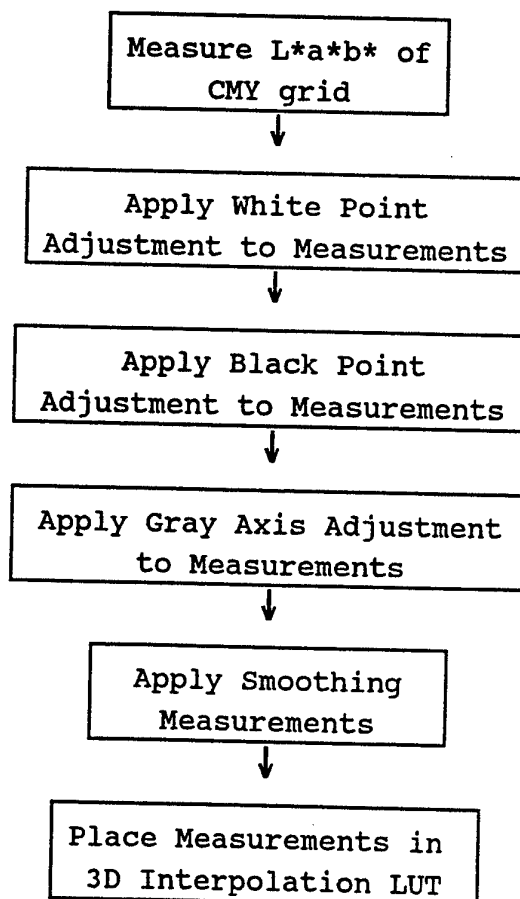 Measure L*a*b* of
CMY grid
Apply White Point
Adjustment to Measurements
Apply Black Point
Adjustment to Measurements
Apply Gray Axis Adjustment
to Measurements
Apply Smoothing
Measurements
Place Measurements in
3D Interpolation LUT